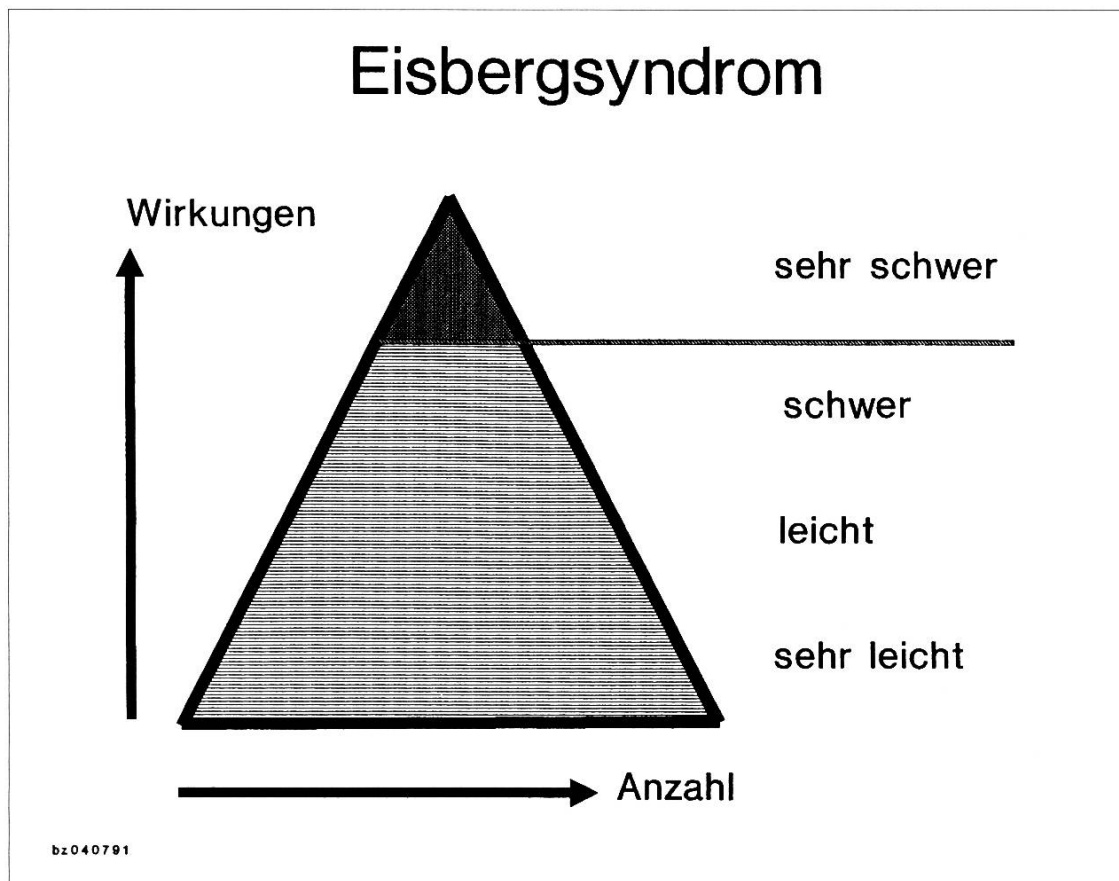 Eisbergsyndrom
Wirkungen
sehr schwer
schwer
leicht
sehr leicht
Anzahl
bz040791